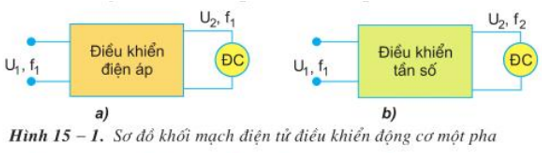 U₂, f₁
U₁, f₁
Điều khiển
điện áp
ĐC
a)
U₂, f₂
U₁, f₁
Điều khiển
tần số
ĐC
b)
Hình 15 – 1. Sơ đồ khối mạch điện tử điều khiển động cơ một pha